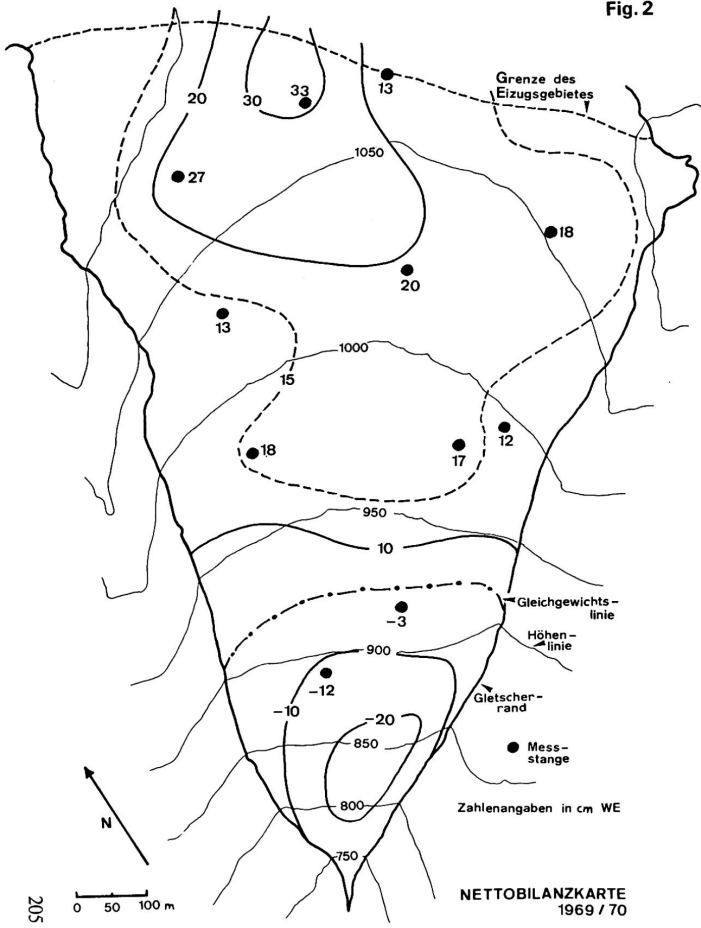 Fig. 2
33
13
20
30
Grenze des
Eizugsgebietes
1050
27
18
20
13
1000
15
12
18
17
950
10
Gleichgewichts-
linie
-3
Höhen-
linie
900
-12
Gletscher-
rand
-10
-20
850
Mess-
stange
800
Zahlenangaben in cm WE
N
750
205
0 50 100 m
NETTOBILANZKARTE
1969 / 70